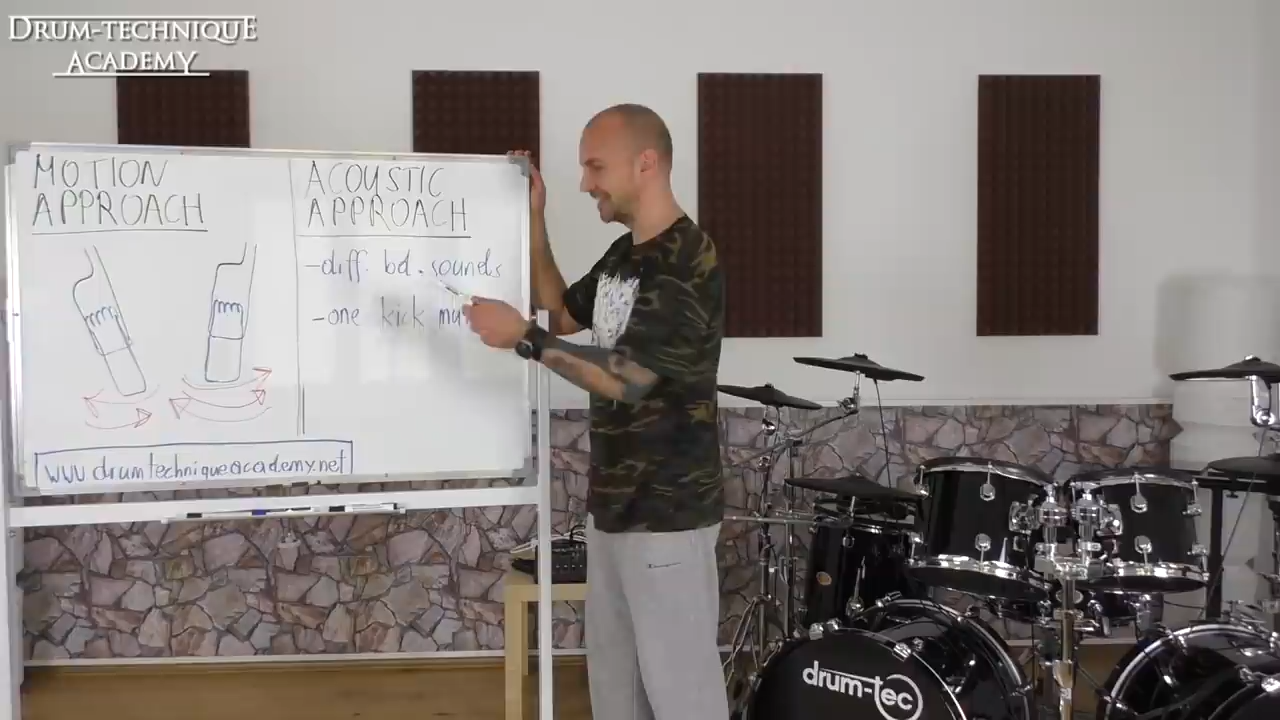 DRUM-TECHNIQUE
ACADEMY
MOTION
APPROACH
ACOUSTIC
APPROACH
-diff. bd. sounds
-one kick
www.drumtechniqueacademy.net
drum-tec